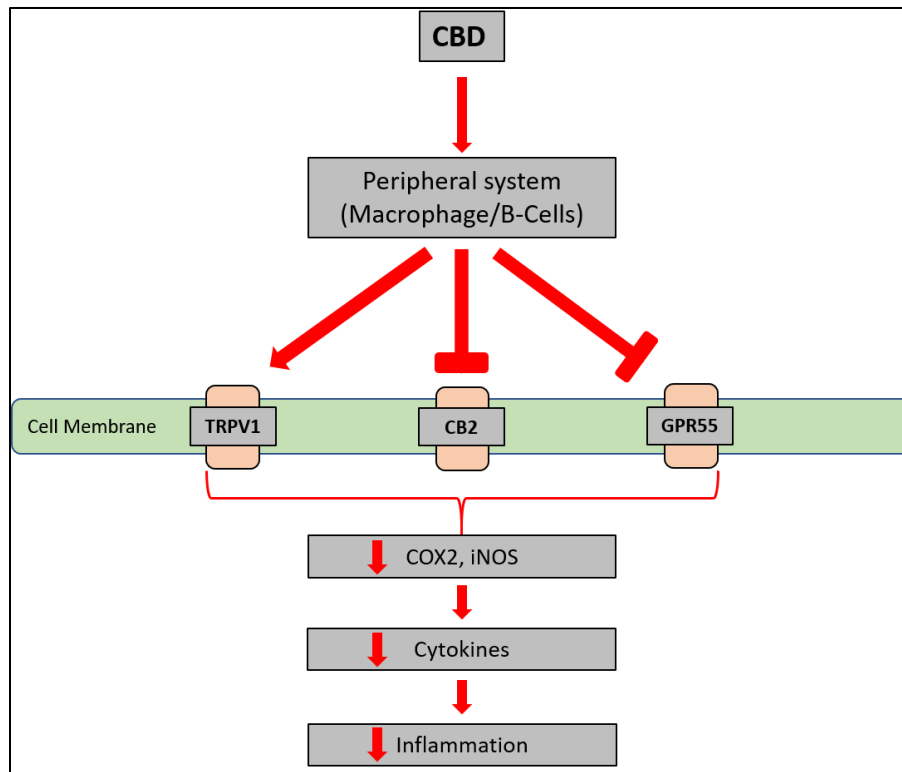 CBD
Peripheral system
(Macrophage/B-Cells)
Cell Membrane
TRPV1
CB2
GPR55
COX2, iNOS
Cytokines
Inflammation